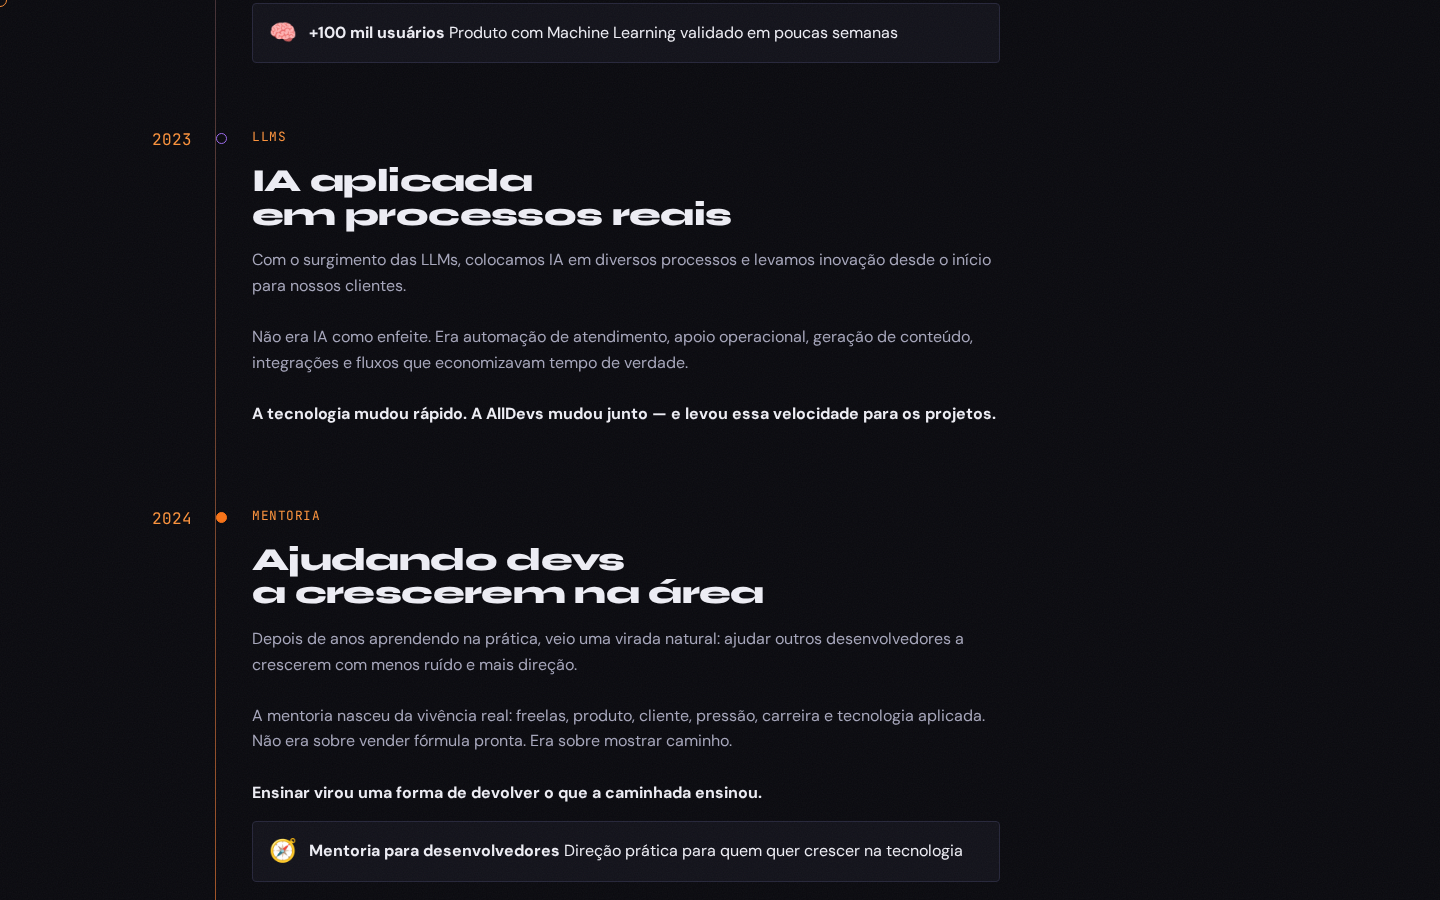 +100 mil usuários Produto com Machine Learning validado em poucas semanas
2023
LLMS
IA aplicada
em processos reais
Com o surgimento das LLMs, colocamos IA em diversos processos e levamos inovação desde o início
para nossos clientes.
Não era IA como enfeite. Era automação de atendimento, apoio operacional, geração de conteúdo,
integrações e fluxos que economizavam tempo de verdade.
A tecnologia mudou rápido. A AllDevs mudou junto — e levou essa velocidade para os projetos.
2024
MENTORIA
Ajudando devs
a crescerem na área
Depois de anos aprendendo na prática, veio uma virada natural: ajudar outros desenvolvedores a
crescerem com menos ruído e mais direção.
A mentoria nasceu da vivência real: freelas, produto, cliente, pressão, carreira e tecnologia aplicada.
Não era sobre vender fórmula pronta. Era sobre mostrar caminho.
Ensinar virou uma forma de devolver o que a caminhada ensinou.
Mentoria para desenvolvedores Direção prática para quem quer crescer na tecnologia